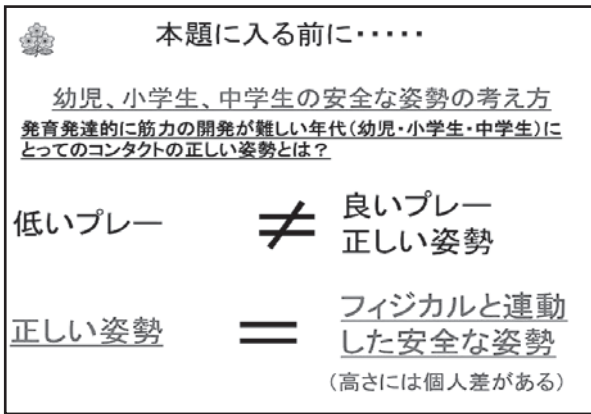 本題に入る前に・・・・・
幼児、小学生、中学生の安全な姿勢の考え方
発育発達的に筋力の開発が難しい年代(幼児・小学生・中学生)に
とってのコンタクトの正しい姿勢とは?
低いプレー ≠ 良いプレー
正しい姿勢
正しい姿勢 = フィジカルと連動
した安全な姿勢
(高さには個人差がある)